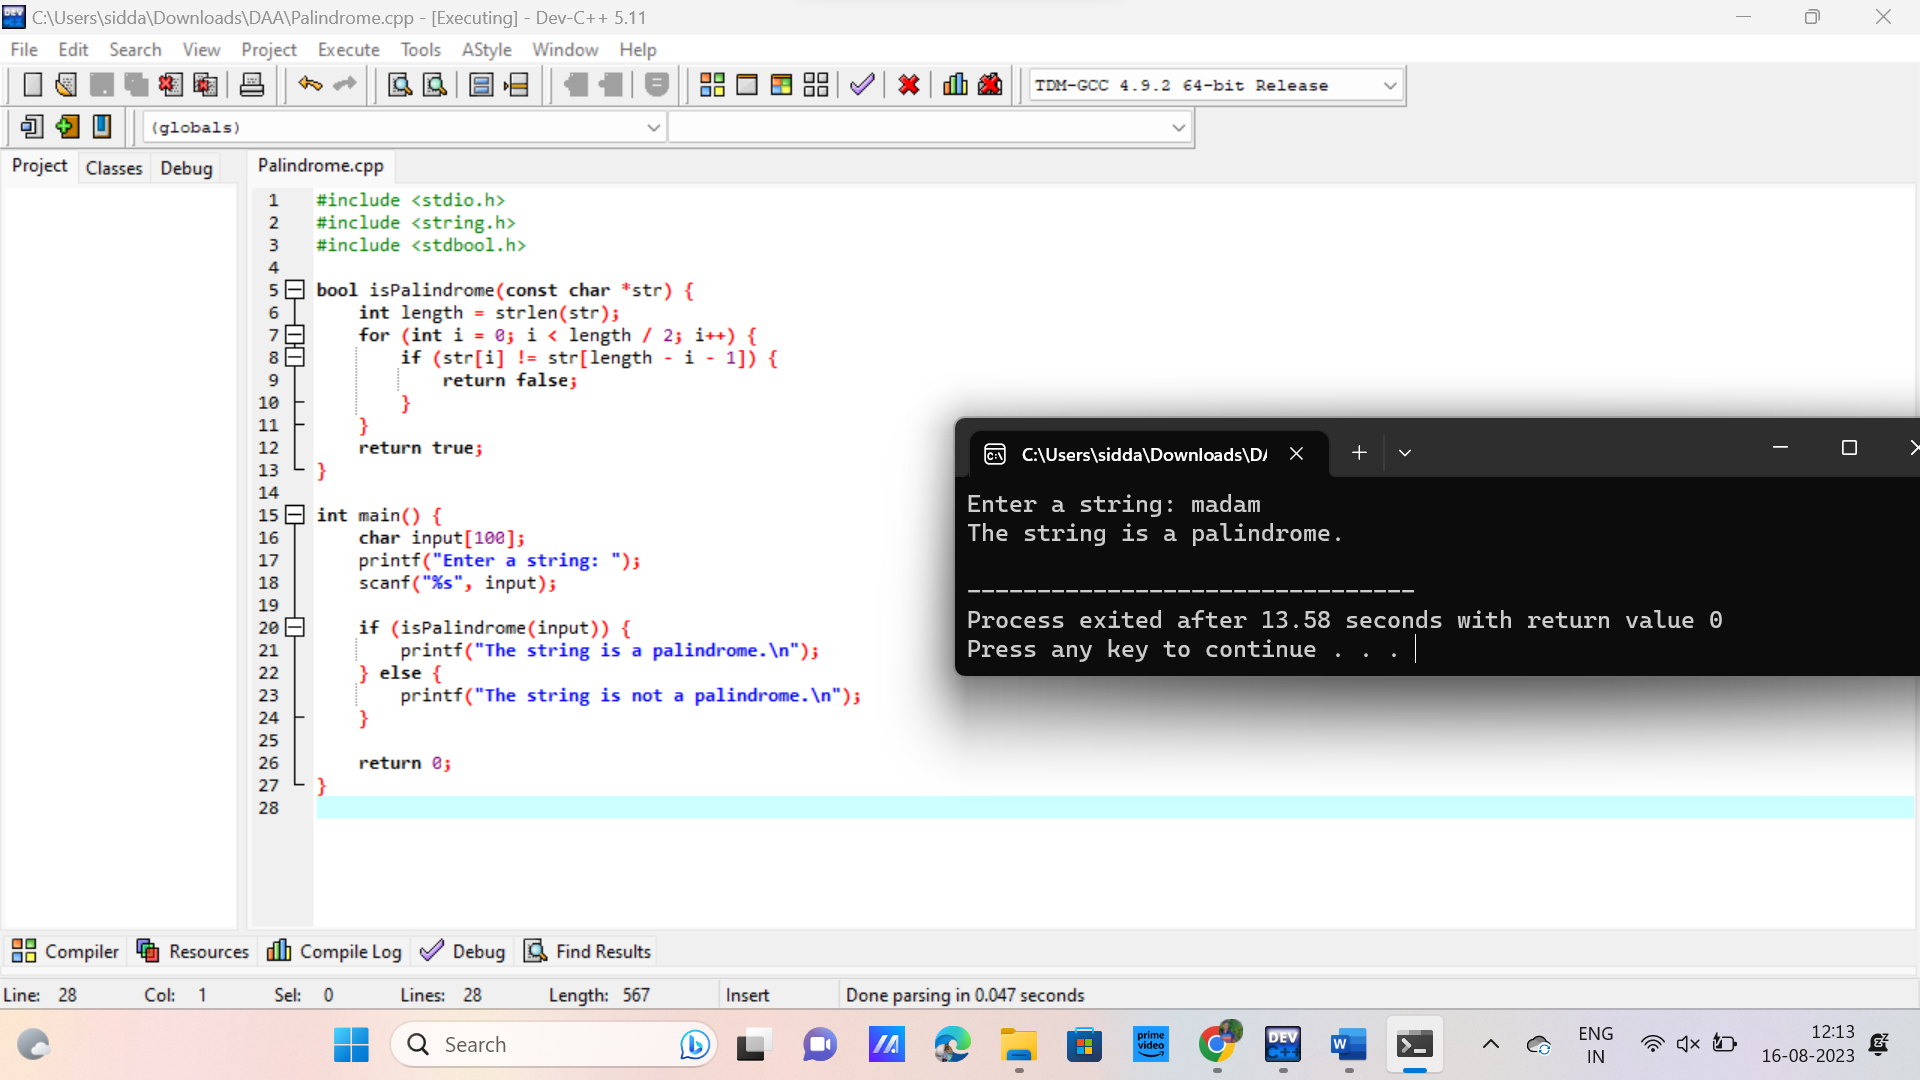 C:\Users\sidda\Downloads\DAA\Palindrome.cpp - [Executing] - Dev-C++ 5.11
File Edit Search View Project Execute Tools AStyle Window Help
TDM-GCC 4.9.2 64-bit Release
(globals)
Project Classes Debug
Palindrome.cpp
1 #include <stdio.h>
2 #include <string.h>
3 #include <stdbool.h>
4
5 bool isPalindrome(const char *str) {
6     int length = strlen(str);
7     for (int i = 0; i < length / 2; i++) {
8         if (str[i] != str[length - i - 1]) {
9             return false;
10         }
11     }
12     return true;
13 }
14
15 int main() {
16     char input[100];
17     printf("Enter a string: ");
18     scanf("%s", input);
19
20     if (isPalindrome(input)) {
21         printf("The string is a palindrome.\n");
22     } else {
23         printf("The string is not a palindrome.\n");
24     }
25
26     return 0;
27 }
28
C:\Users\sidda\Downloads\DA
Enter a string: madam
The string is a palindrome.
--------------------------------
Process exited after 13.58 seconds with return value 0
Press any key to continue . . .
Compiler Resources Compile Log Debug Find Results
Line: 28 Col: 1 Sel: 0 Lines: 28 Length: 567 Insert Done parsing in 0.047 seconds
Search
prime video
DEV C++
W
ENG
IN
12:13
16-08-2023